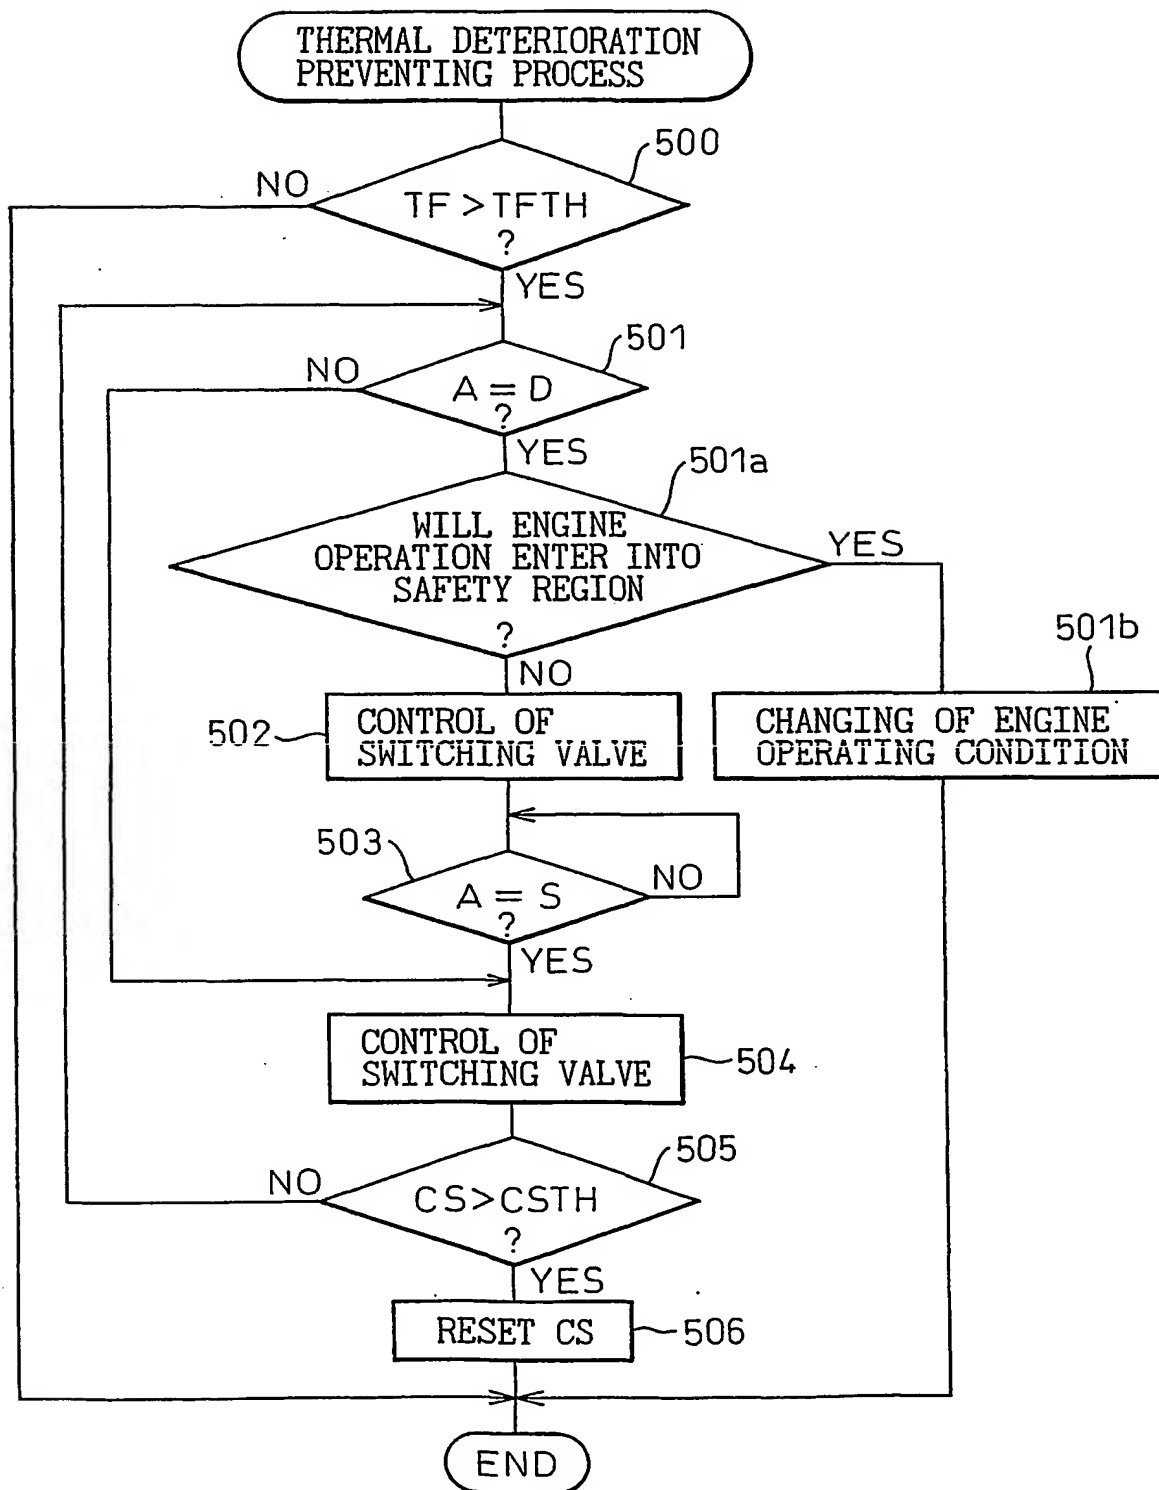 THERMAL DETERIORATION
PREVENTING PROCESS
500
NO
TF>TFTH
?
YES
501
NO
A=D
?
YES
501a
WILL ENGINE
OPERATION ENTER INTO
SAFETY REGION
?
YES
NO
501b
502
CONTROL OF
SWITCHING VALVE
CHANGING OF ENGINE
OPERATING CONDITION
503
A=S
?
NO
YES
CONTROL OF
SWITCHING VALVE
504
505
NO
CS>CSTH
?
YES
RESET CS
506
END